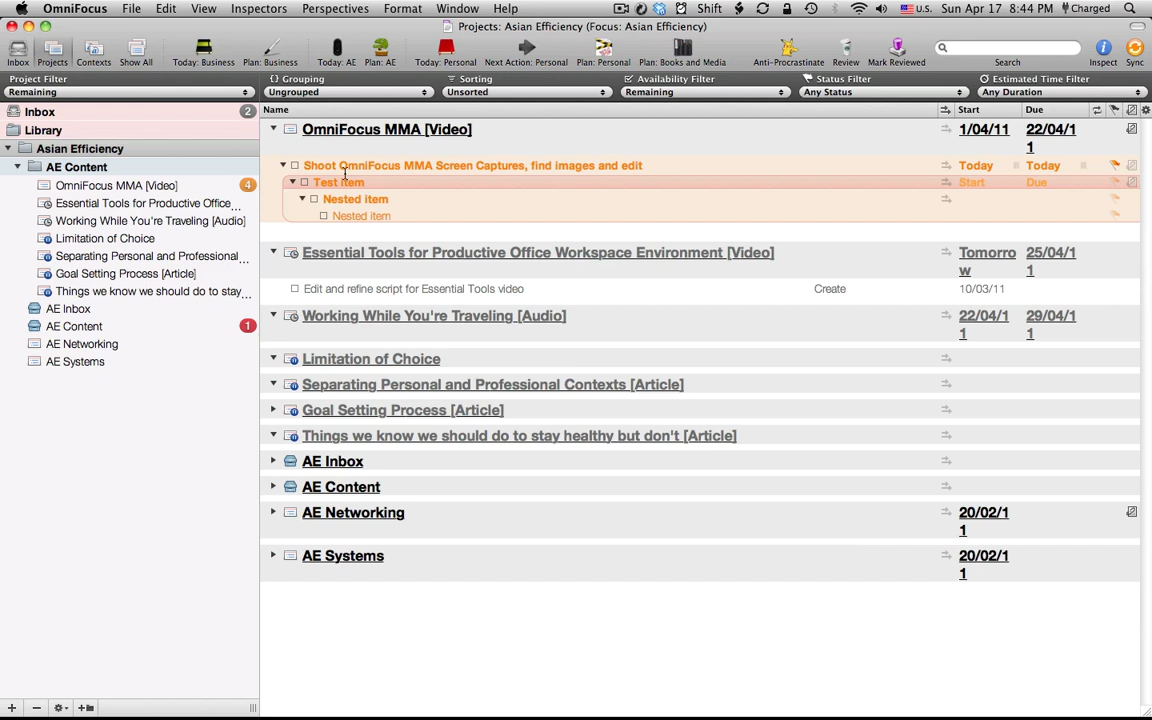 OmniFocus File Edit View Inspectors Perspectives Format Window Help Shift U.S. Sun Apr 17 8:44 PM Charged
Projects: Asian Efficiency (Focus: Asian Efficiency)
Inbox Projects Contexts Show All Today: Business Plan: Business Today: AE Plan: AE Today: Personal Next Action: Personal Plan: Personal Plan: Books and Media Anti-Procrastinate Review Mark Reviewed Search Inspect Sync
Project Filter Grouping Sorting Availability Filter Status Filter Estimated Time Filter
Remaining Ungrouped Unsorted Remaining Any Status Any Duration
Inbox 2
Library
Asian Efficiency
AE Content
OmniFocus MMA [Video] 4
Essential Tools for Productive Office...
Working While You're Traveling [Audio]
Limitation of Choice
Separating Personal and Professional...
Goal Setting Process [Article]
Things we know we should do to stay...
AE Inbox
AE Content 1
AE Networking
AE Systems
Name Start Due
OmniFocus MMA [Video] 1/04/11 22/04/1
1
Shoot OmniFocus MMA Screen Captures, find images and edit Today Today
Test item Start Due
Nested item
Nested item
Essential Tools for Productive Office Workspace Environment [Video] Tomorro 25/04/1
w 1
Edit and refine script for Essential Tools video Create 10/03/11
Working While You're Traveling [Audio] 22/04/1 29/04/1
1 1
Limitation of Choice
Separating Personal and Professional Contexts [Article]
Goal Setting Process [Article]
Things we know we should do to stay healthy but don't [Article]
AE Inbox
AE Content
AE Networking 20/02/1
1
AE Systems 20/02/1
1